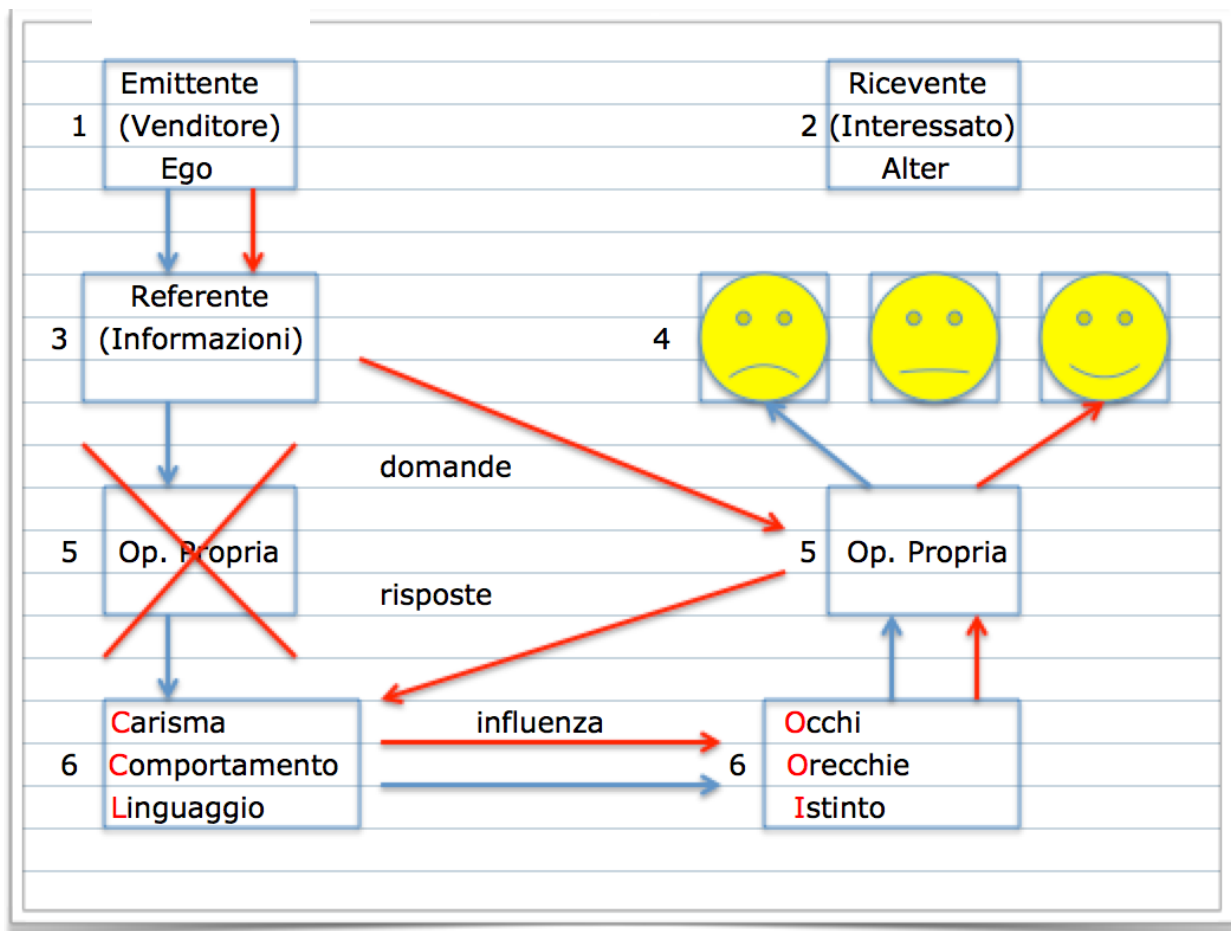 Emittente
1 (Venditore)
Ego
Ricevente
2 (Interessato)
Alter
Referente
3 (Informazioni)
4
domande
5 Op. Propria
5 Op. Propria
risposte
Carisma
6 Comportamento
Linguaggio
influenza
Occhi
6 Orecchie
Istinto